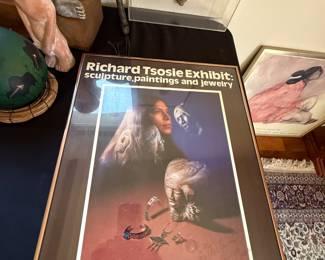 Richard Tsosie Exhibit:
sculpture, paintings and jewelry